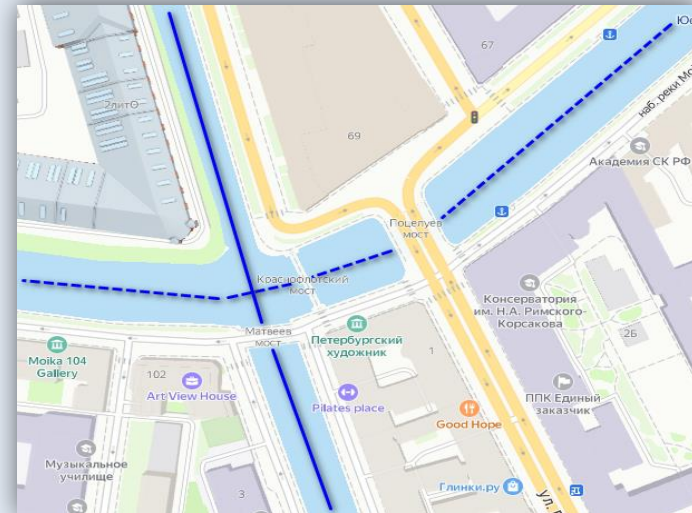 Юс
67
2литО
69
наб. реки Мо
Академия СК РФ
Поцелуев
мост
Краснофлотский
мост
Консерватория
им. Н.А. Римского-
Корсакова
2Б
Матвеев
мост
Петербургский
художник
1
Moika 104
Gallery
102
Art View House
Pilates place
ППК Единый
заказчик
Good Hope
Музыкальное
училище
3
Глинки.ру
ул. Г